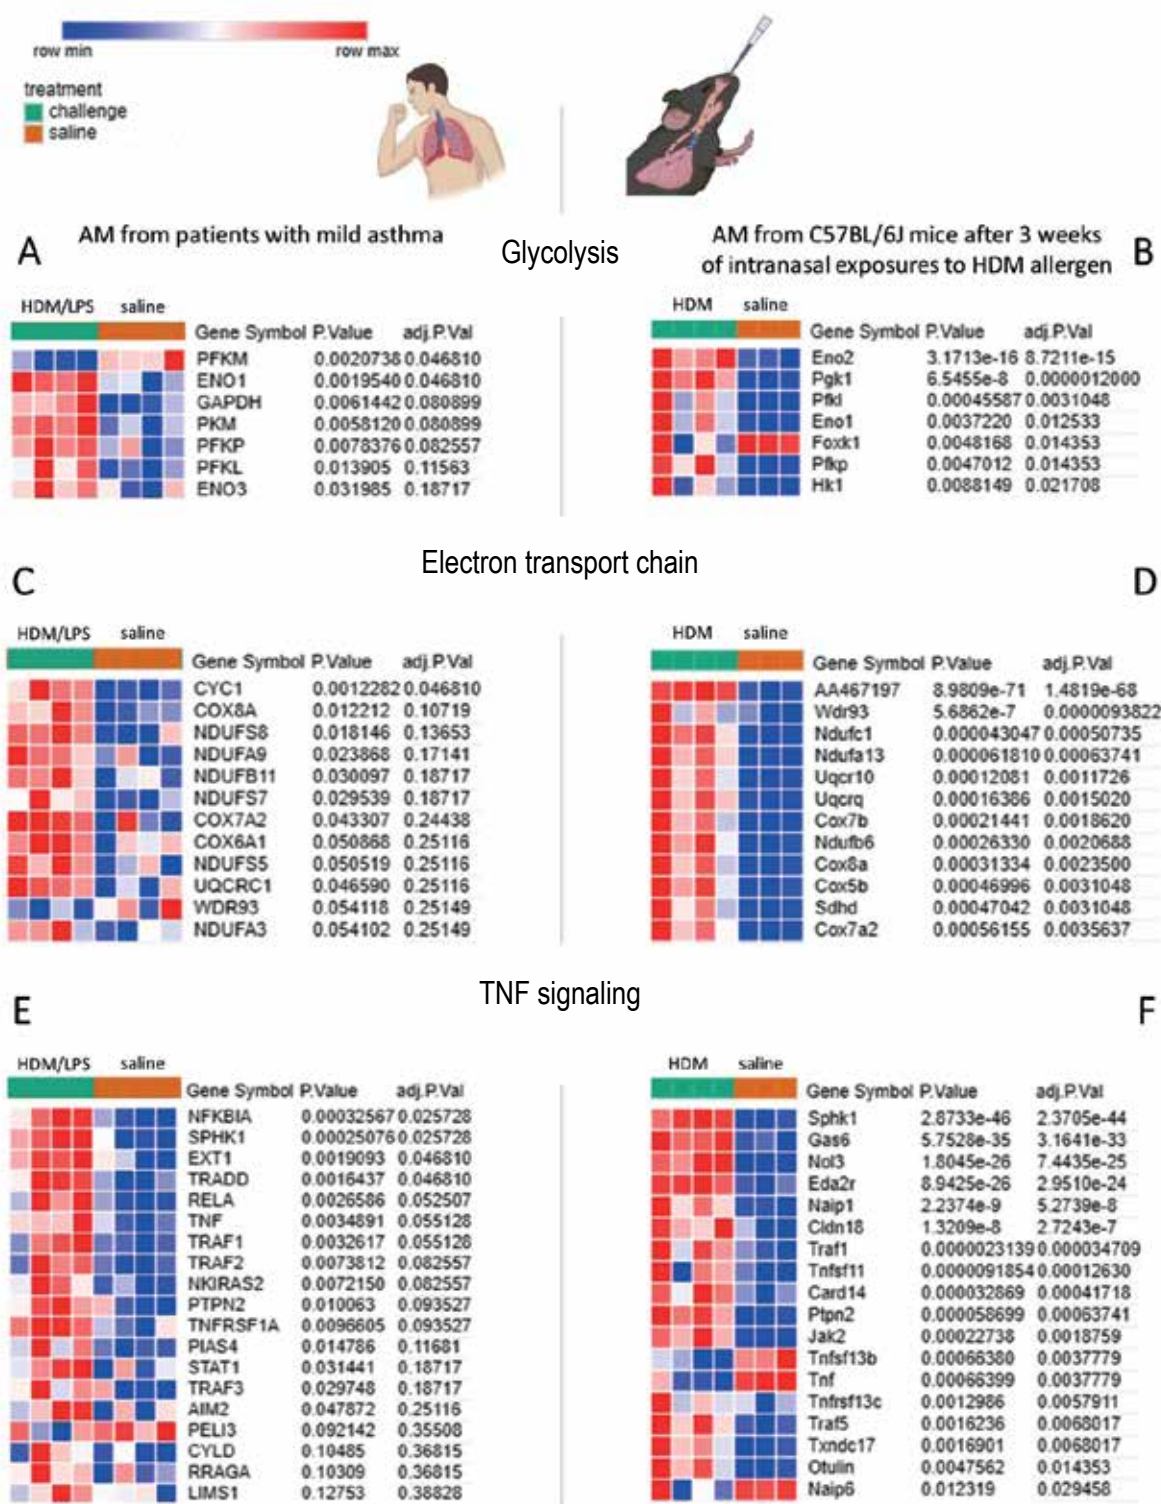 row min row max
treatment
challenge
saline
AM from patients with mild asthma
AM from C57BL/6J mice after 3 weeks
of intranasal exposures to HDM allergen
Glycolysis
A
HDM/LPS saline
Gene Symbol P.Value adj.P.Val
PFKM 0.0020738 0.046810
ENO1 0.0019540 0.046810
GAPDH 0.0061442 0.080899
PKM 0.0058120 0.080899
PFKP 0.0078376 0.082557
PFKL 0.013905 0.11563
ENO3 0.031985 0.18717
B
HDM saline
Gene Symbol P.Value adj.P.Val
Eno2 3.1713e-16 8.7211e-15
Pgk1 6.5455e-8 0.0000012000
Pfkl 0.00045587 0.0031048
Eno1 0.0037220 0.012533
Foxk1 0.0048168 0.014353
Pfkp 0.0047012 0.014353
Hk1 0.0088149 0.021708
Electron transport chain
C
HDM/LPS saline
Gene Symbol P.Value adj.P.Val
CYC1 0.0012282 0.046810
COX8A 0.012212 0.10719
NDUFS8 0.018146 0.13653
NDUFA9 0.023868 0.17141
NDUFB11 0.030097 0.18717
NDUFS7 0.029539 0.18717
COX7A2 0.043307 0.24438
COX6A1 0.050868 0.25116
NDUFS5 0.050519 0.25116
UQCRC1 0.046590 0.25116
WDR93 0.054118 0.25149
NDUFA3 0.054102 0.25149
D
HDM saline
Gene Symbol P.Value adj.P.Val
AA467197 8.9809e-71 1.4819e-68
Wdr93 5.6862e-7 0.0000093822
Ndufc1 0.000043047 0.00050735
Ndufa13 0.000061810 0.00063741
Uqcr10 0.00012081 0.0011726
Uqcrq 0.00016386 0.0015020
Cox7b 0.00021441 0.0018620
Ndufb6 0.00026330 0.0020688
Cox8a 0.00031334 0.0023500
Cox5b 0.00046996 0.0031048
Sdhd 0.00047042 0.0031048
Cox7a2 0.00056155 0.0035637
TNF signaling
E
HDM/LPS saline
Gene Symbol P.Value adj.P.Val
NFKBIA 0.00032567 0.025728
SPHK1 0.00025076 0.025728
EXT1 0.0019093 0.046810
TRADD 0.0016437 0.046810
RELA 0.0026586 0.052507
TNF 0.0034891 0.055128
TRAF1 0.0032617 0.055128
TRAF2 0.0073812 0.082557
NKIRAS2 0.0072150 0.082557
PTPN2 0.010063 0.093527
TNFRSF1A 0.0096605 0.093527
PIAS4 0.014786 0.11681
STAT1 0.031441 0.18717
TRAF3 0.029748 0.18717
AIM2 0.047872 0.25116
PELI3 0.092142 0.35508
CYLD 0.10485 0.36815
RRAGA 0.10309 0.36815
LIMS1 0.12753 0.38828
F
HDM saline
Gene Symbol P.Value adj.P.Val
Sphk1 2.8733e-46 2.3705e-44
Gas6 5.7528e-35 3.1641e-33
Nol3 1.8045e-26 7.4435e-25
Eda2r 8.9425e-26 2.9510e-24
Naip1 2.2374e-9 5.2739e-8
Cldn18 1.3209e-8 2.7243e-7
Traf1 0.0000023139 0.000034709
Tnfsf11 0.0000091854 0.00012630
Card14 0.000032869 0.00041718
Ptpn2 0.000058699 0.00063741
Jak2 0.00022738 0.0018759
Tnfsf13b 0.00066380 0.0037779
Tnf 0.00066399 0.0037779
Tnfrsf13c 0.0012986 0.0057911
Traf5 0.0016236 0.0068017
Txndc17 0.0016901 0.0068017
Otulin 0.0047562 0.014353
Naip6 0.012319 0.029458